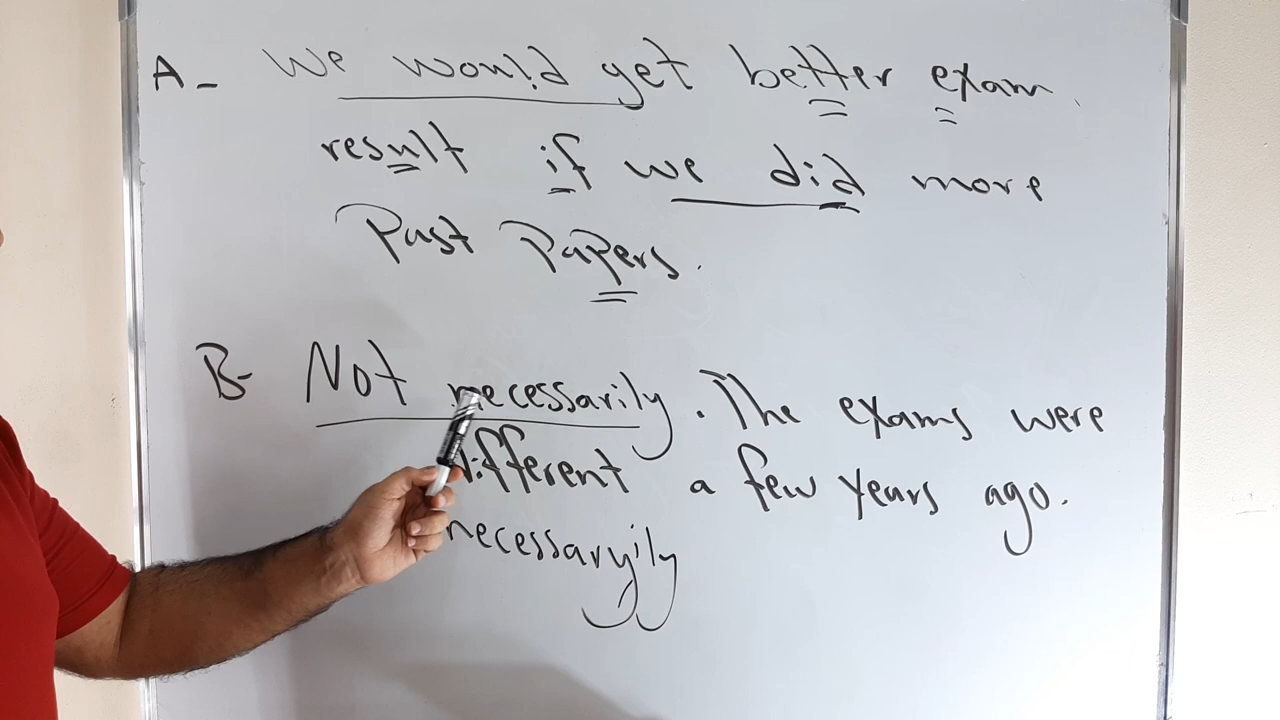 A- We would get better exam
result if we did more
Past Papers.
B- Not necessarily. The exams were
different a few years ago.
necessaryily